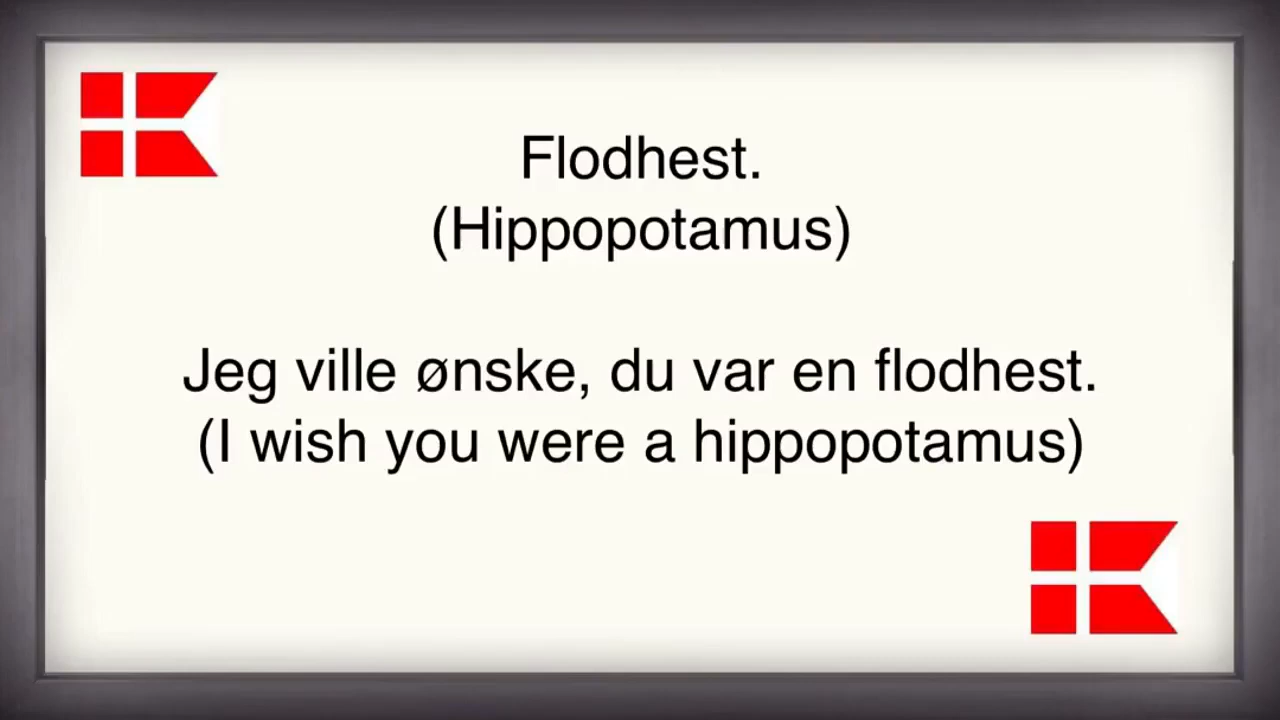 Flodhest.
(Hippopotamus)
Jeg ville ønske, du var en flodhest.
(I wish you were a hippopotamus)